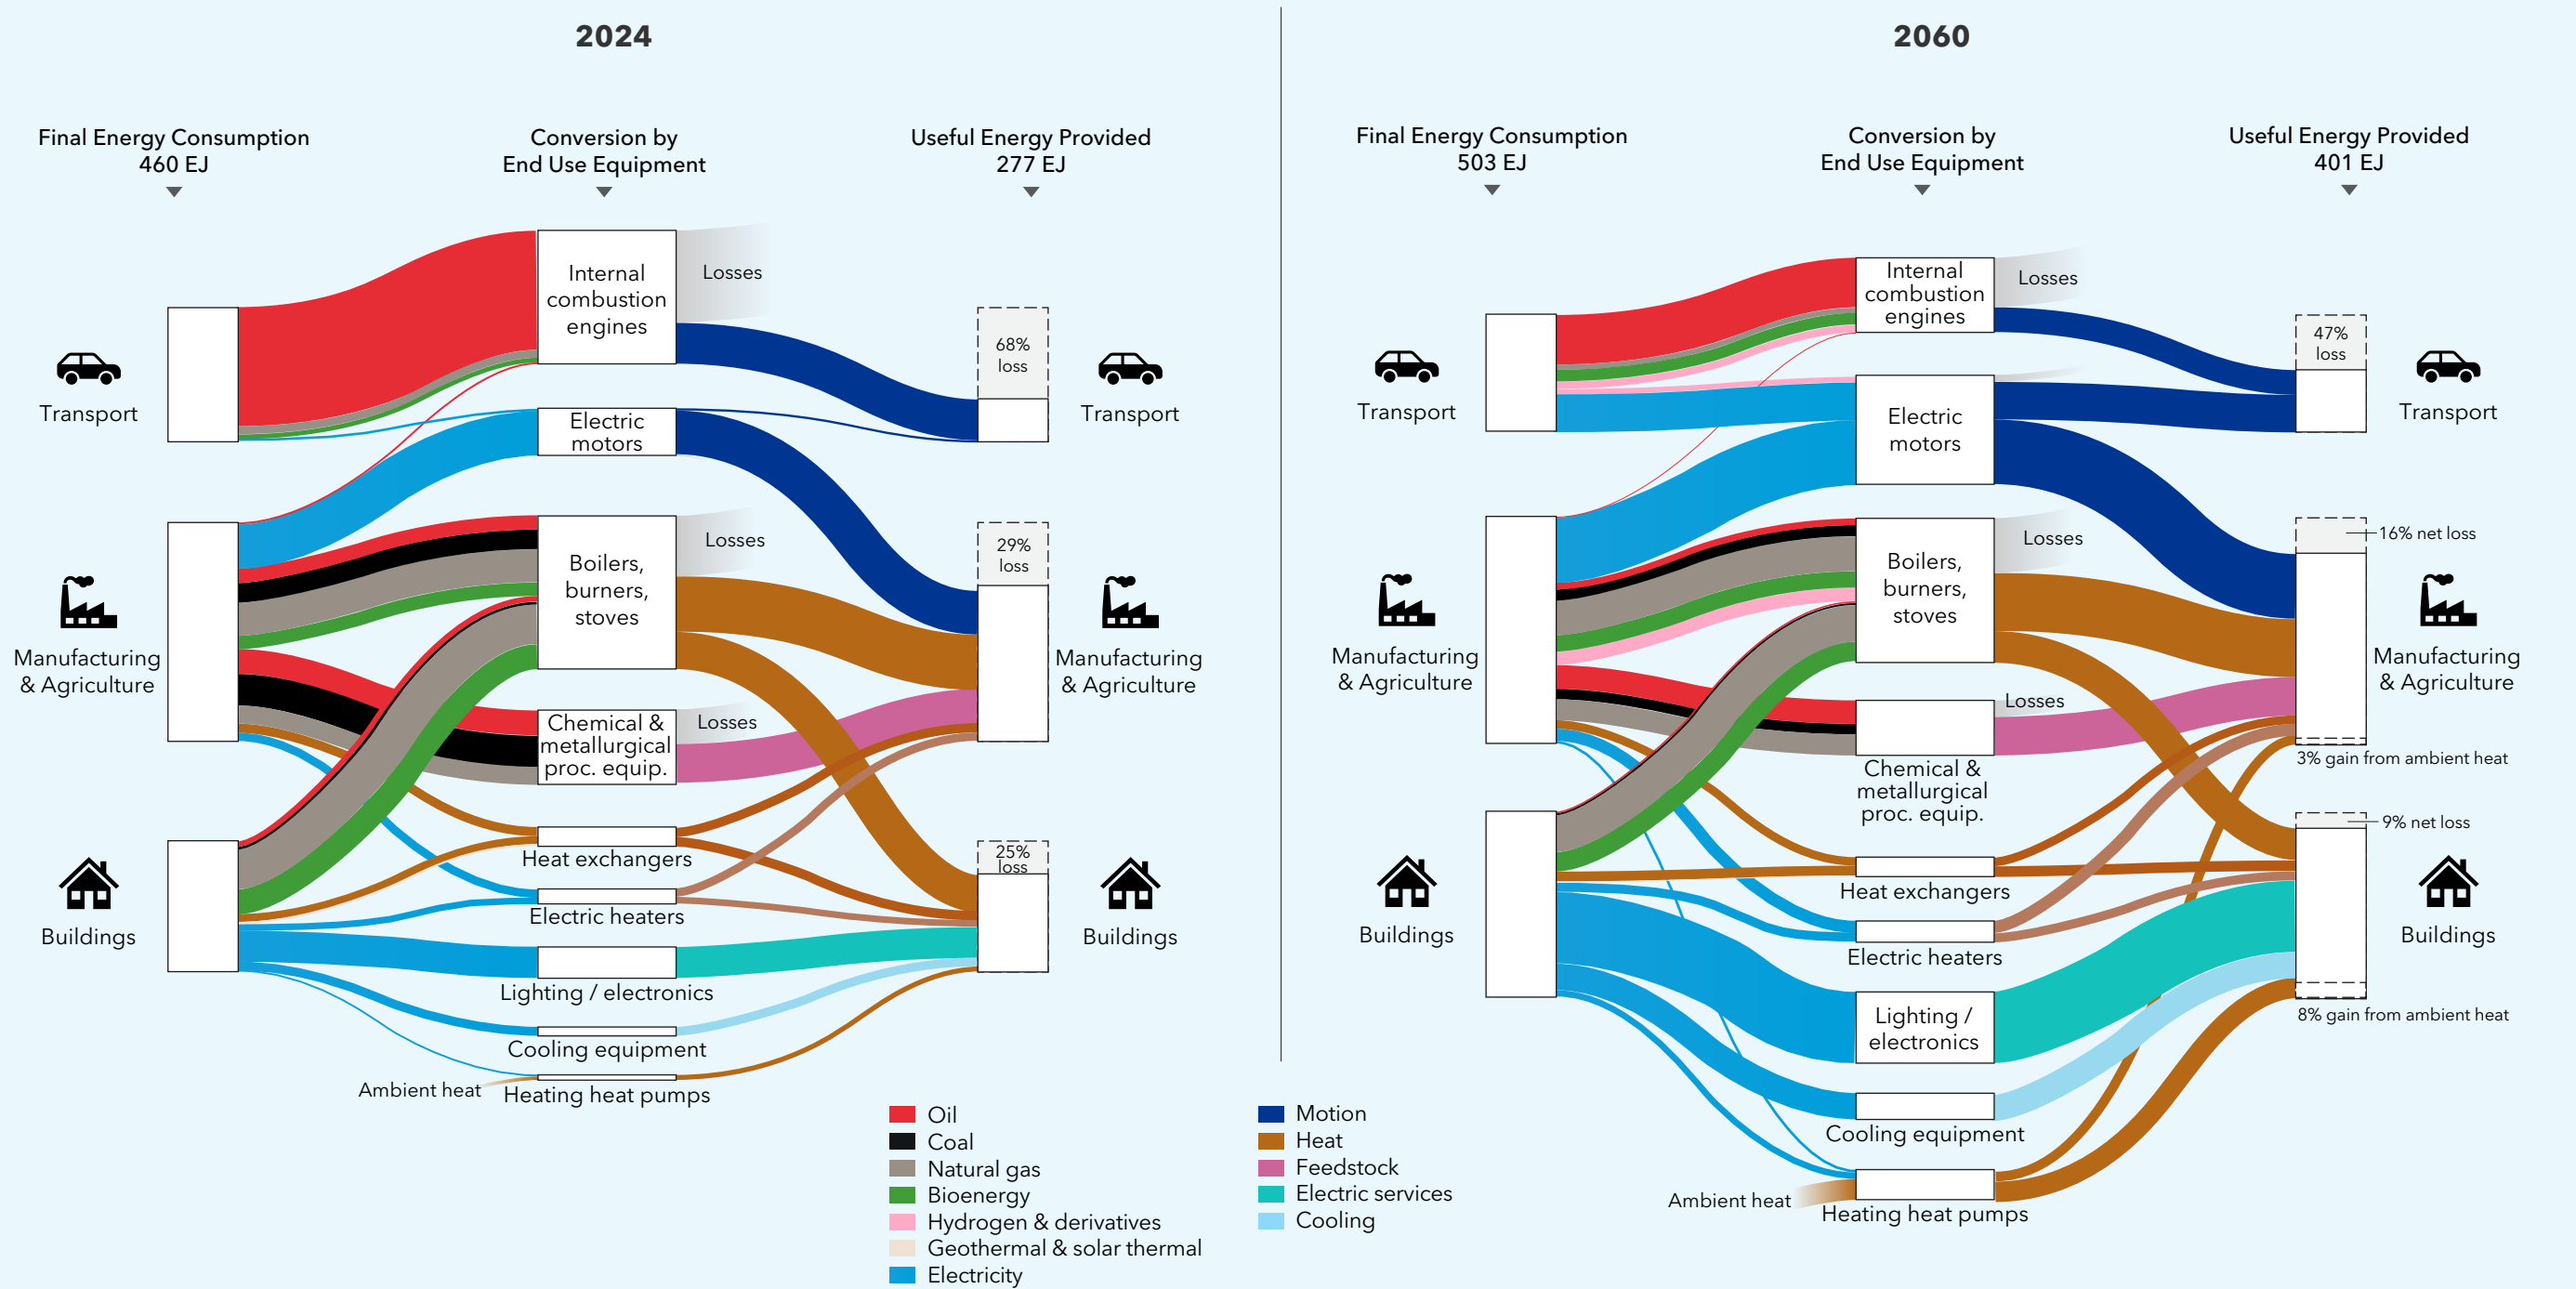 2024
Final Energy Consumption
460 EJ
Conversion by
End Use Equipment
Useful Energy Provided
277 EJ
Transport
Manufacturing
& Agriculture
Buildings
Internal
combustion
engines
Losses
Electric
motors
Boilers,
burners,
stoves
Losses
Chemical &
metallurgical
proc. equip.
Losses
Heat exchangers
Electric heaters
Lighting / electronics
Cooling equipment
Ambient heat
Heating heat pumps
68%
loss
Transport
29%
loss
Manufacturing
& Agriculture
25%
loss
Buildings
2060
Final Energy Consumption
503 EJ
Conversion by
End Use Equipment
Useful Energy Provided
401 EJ
Transport
Manufacturing
& Agriculture
Buildings
Internal
combustion
engines
Losses
Electric
motors
Boilers,
burners,
stoves
Losses
Losses
Chemical &
metallurgical
proc. equip.
Heat exchangers
Electric heaters
Lighting /
electronics
Cooling equipment
Ambient heat
Heating heat pumps
47%
loss
Transport
16% net loss
Manufacturing
& Agriculture
3% gain from ambient heat
9% net loss
Buildings
8% gain from ambient heat
Oil
Coal
Natural gas
Bioenergy
Hydrogen & derivatives
Geothermal & solar thermal
Electricity
Motion
Heat
Feedstock
Electric services
Cooling